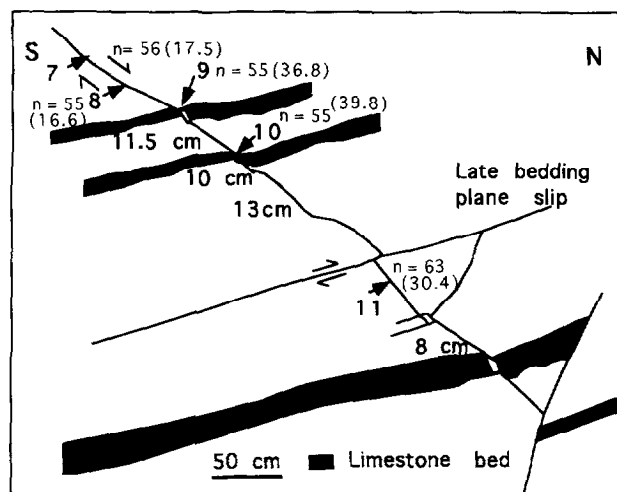 S
n= 56 (17.5)
N
7
9 n= 55 (36.8)
8
n = 55
(16.6)
n = 55 (39.8)
10
11.5 cm
10 cm
13cm
Late bedding
plane slip
n = 63
(30.4)
11
8 cm
50 cm
Limestone bed